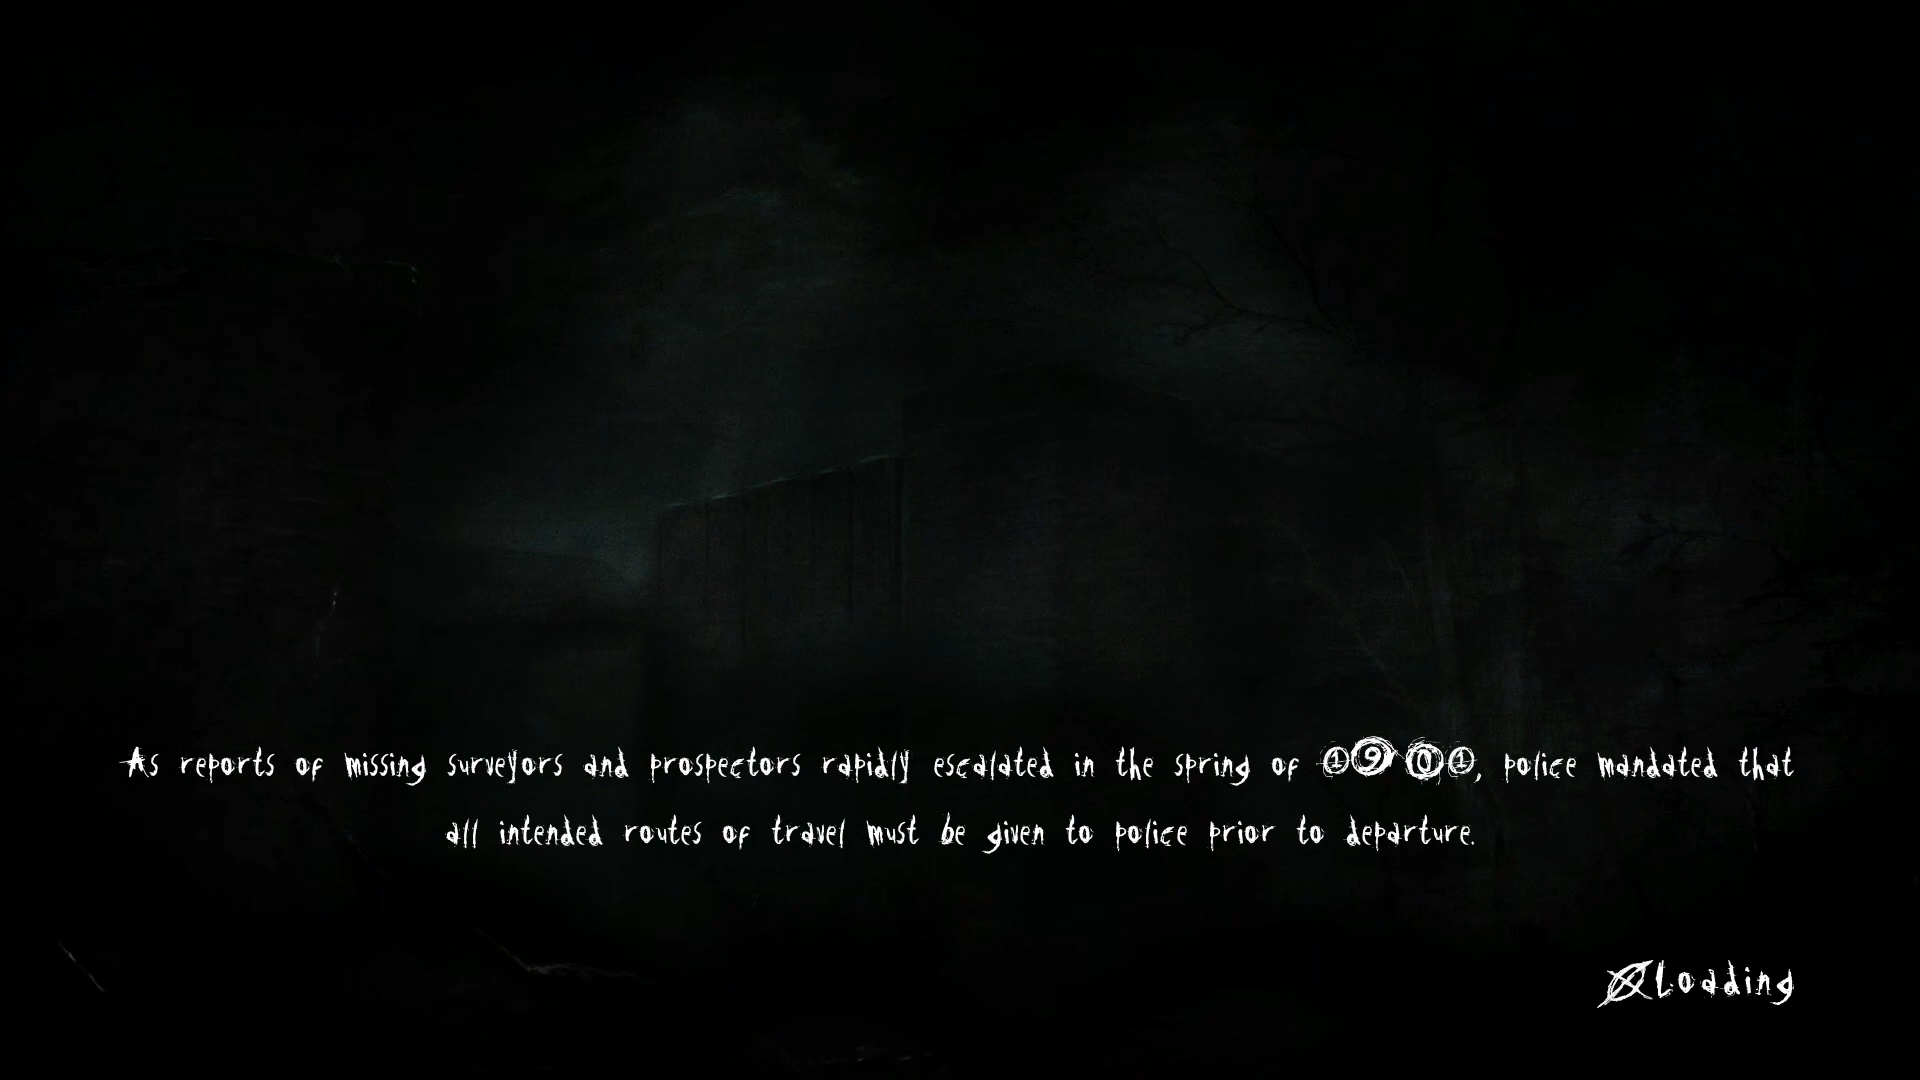 As reports of missing surveyors and prospectors rapidly escalated in the spring of 1901, police mandated that
all intended routes of travel must be given to police prior to departure.
Loading